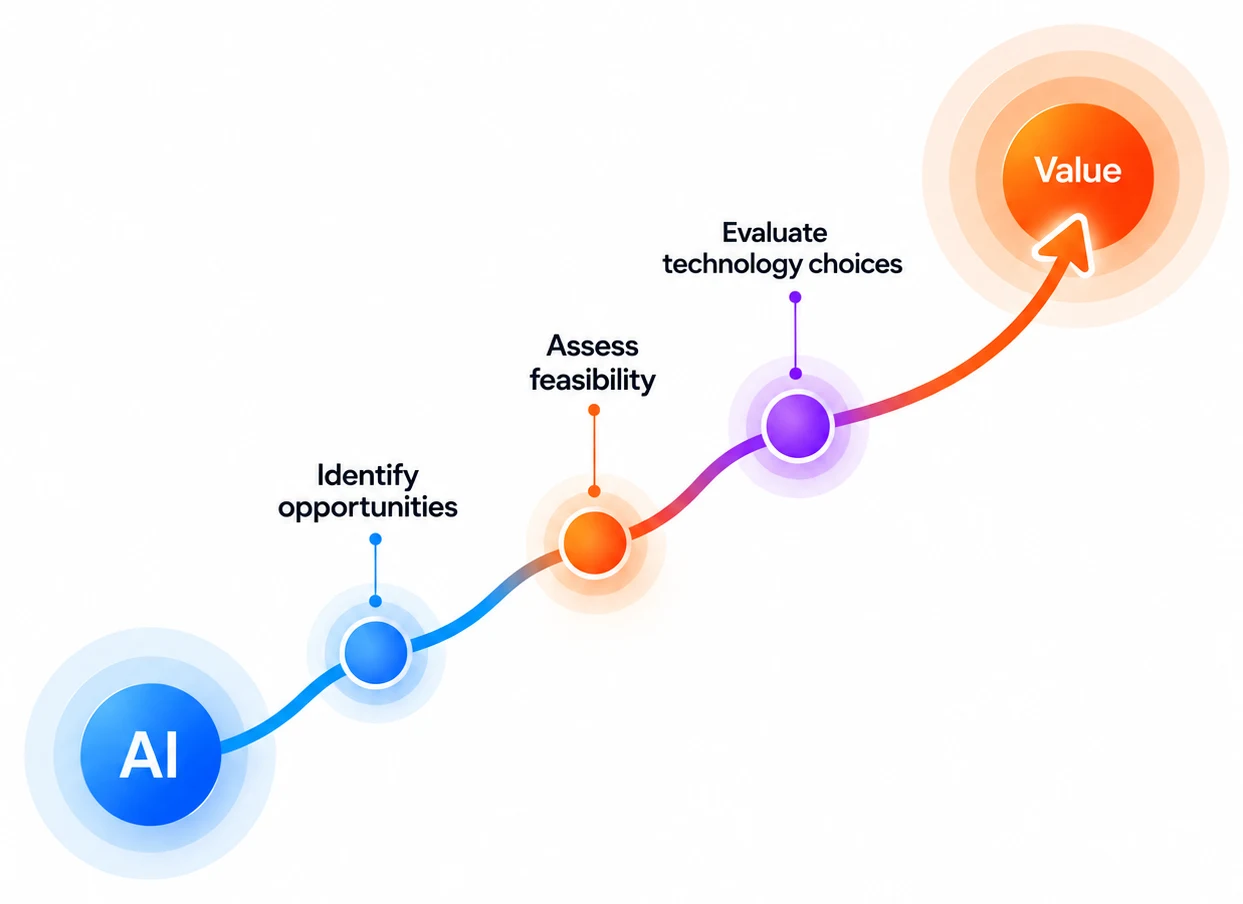 Value
Evaluate
technology choices
Assess
feasibility
Identify
opportunities
AI